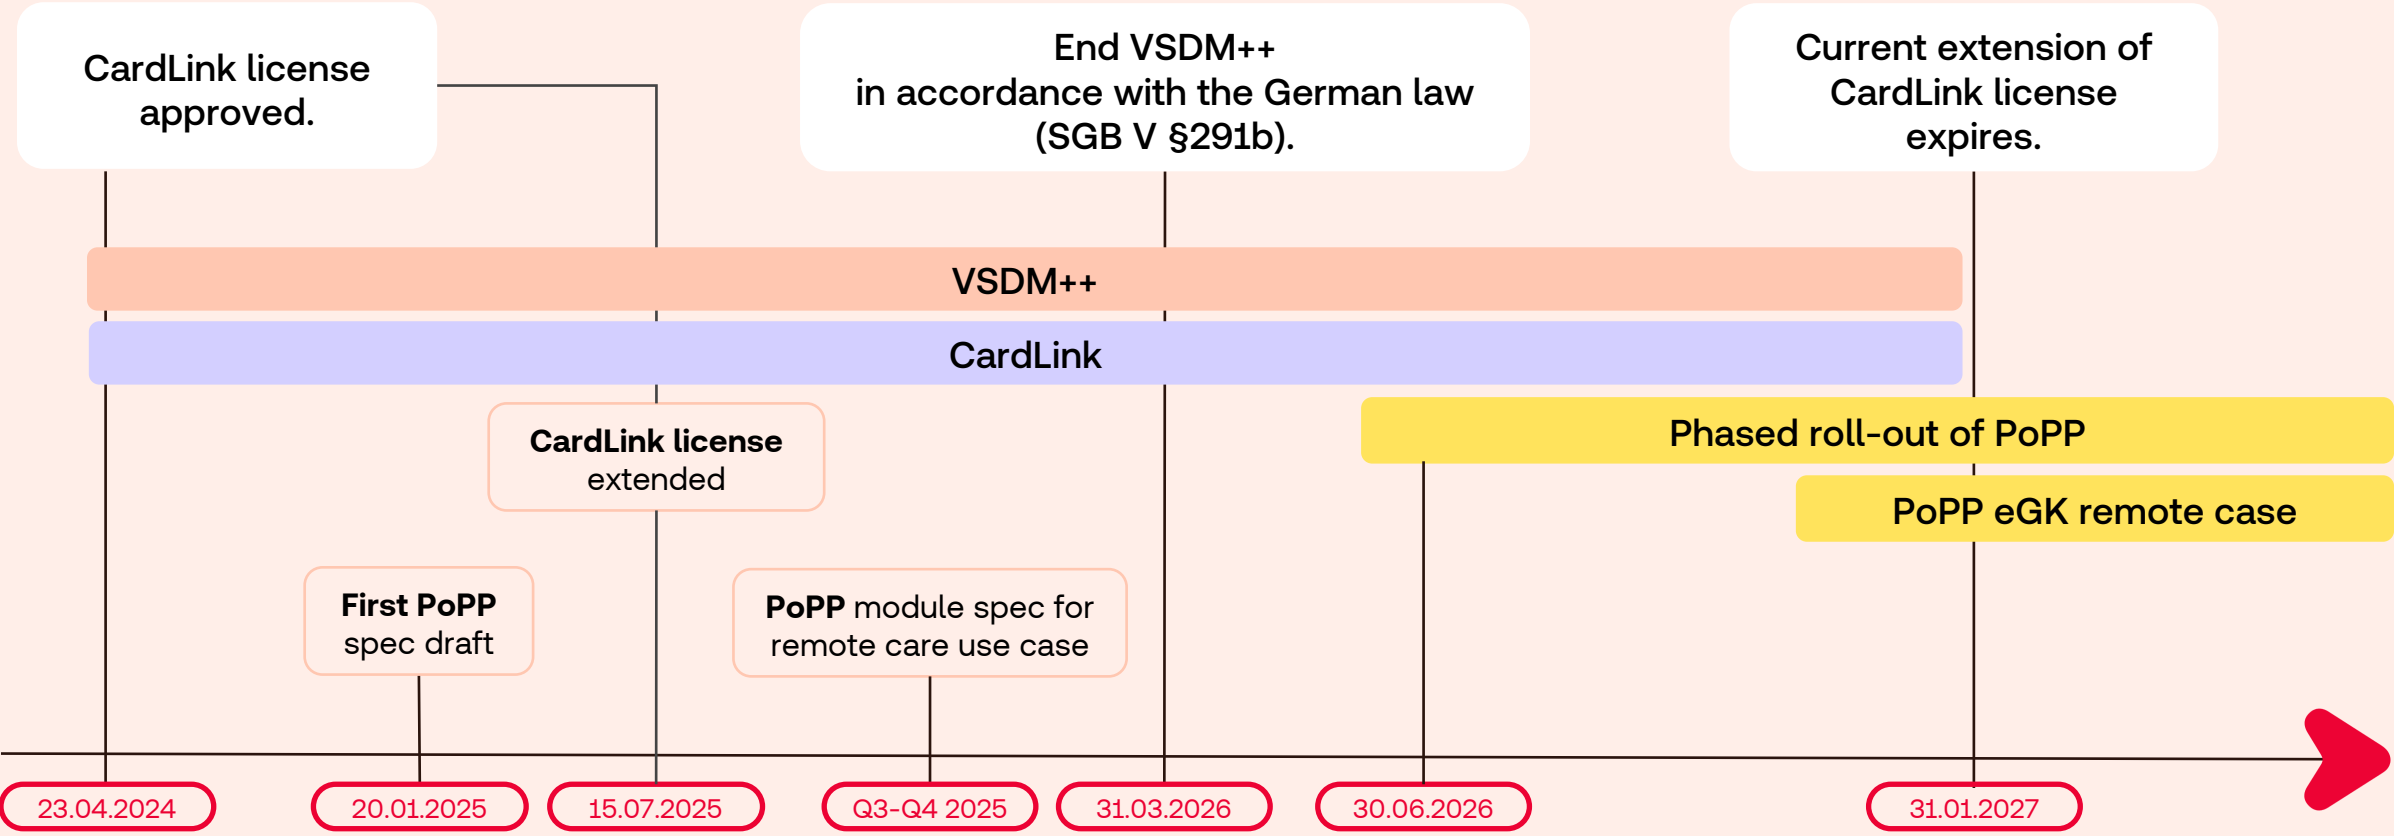 CardLink license
approved.
End VSDM++
in accordance with the German law
(SGB V §291b).
Current extension of
CardLink license
expires.
VSDM++
CardLink
Phased roll-out of PoPP
PoPP eGK remote case
CardLink license
extended
First PoPP
spec draft
PoPP module spec for
remote care use case
23.04.2024
20.01.2025
15.07.2025
Q3-Q4 2025
31.03.2026
30.06.2026
31.01.2027